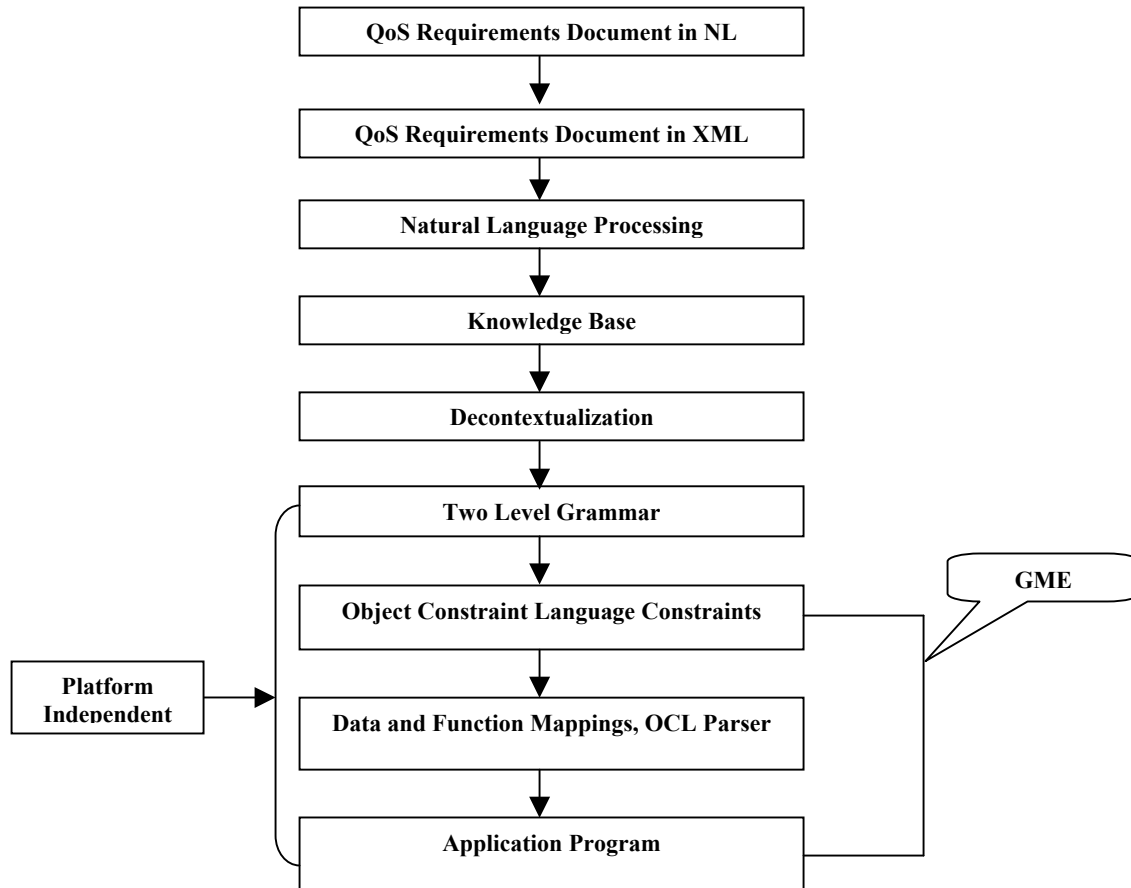 QoS Requirements Document in NL
QoS Requirements Document in XML
Natural Language Processing
Knowledge Base
Decontextualization
Two Level Grammar
GME
Object Constraint Language Constraints
Platform
Independent
Data and Function Mappings, OCL Parser
Application Program